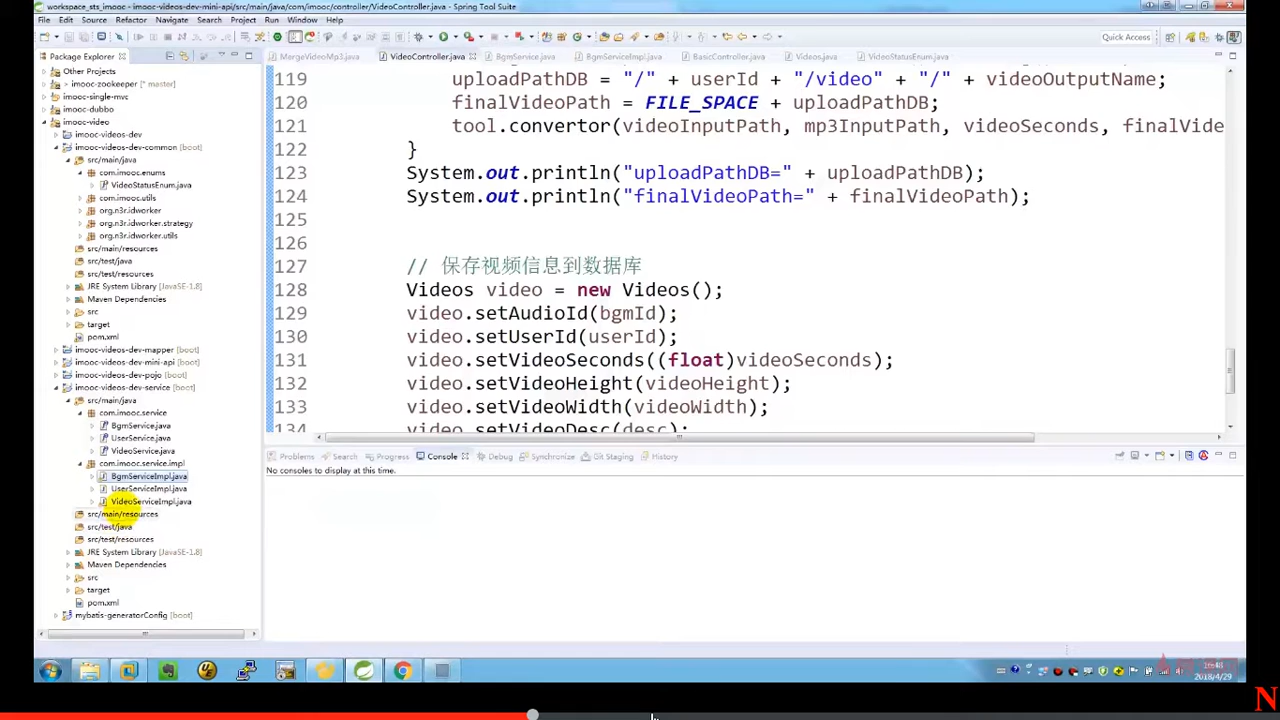 workspace_sts_imooc - imooc-videos-dev-mini-api/src/main/java/com/imooc/controller/VideoController.java - Spring Tool Suite
File Edit Source Refactor Navigate Search Project Run Window Help
Quick Access
Package Explorer
MergeVideoMp3.java VideoController.java BgmService.java BgmServiceImpl.java BasicController.java Videos.java VideoStatusEnum.java
Other Projects
imooc-zookeeper [* master]
imooc-single-mvc
imooc-dubbo
imooc-video
imooc-videos-dev
imooc-videos-dev-common [boot]
src/main/java
com.imooc.enums
VideoStatusEnum.java
com.imooc.utils
org.n3r.idworker
org.n3r.idworker.strategy
org.n3r.idworker.utils
src/main/resources
src/test/java
src/test/resources
JRE System Library [JavaSE-1.8]
Maven Dependencies
src
target
pom.xml
imooc-videos-dev-mapper [boot]
imooc-videos-dev-mini-api [boot]
imooc-videos-dev-pojo [boot]
imooc-videos-dev-service [boot]
src/main/java
com.imooc.service
BgmService.java
UserService.java
VideoService.java
com.imooc.service.impl
BgmServiceImpl.java
UserServiceImpl.java
VideoServiceImpl.java
src/main/resources
src/test/java
src/test/resources
JRE System Library [JavaSE-1.8]
Maven Dependencies
src
target
pom.xml
mybatis-generatorConfig [boot]
119 uploadPathDB = "/" + userId + "/video" + "/" + videoOutputName;
120 finalVideoPath = FILE_SPACE + uploadPathDB;
121 tool.convertor(videoInputPath, mp3InputPath, videoSeconds, finalVide
122 }
123 System.out.println("uploadPathDB=" + uploadPathDB);
124 System.out.println("finalVideoPath=" + finalVideoPath);
125
126
127 // 保存视频信息到数据库
128 Videos video = new Videos();
129 video.setAudioId(bgmId);
130 video.setUserId(userId);
131 video.setVideoSeconds((float)videoSeconds);
132 video.setVideoHeight(videoHeight);
133 video.setVideoWidth(videoWidth);
134 video.setVideoDesc(desc);
Problems Search Progress Console Debug Synchronize Git Staging History
No consoles to display at this time.
2018/4/29
N